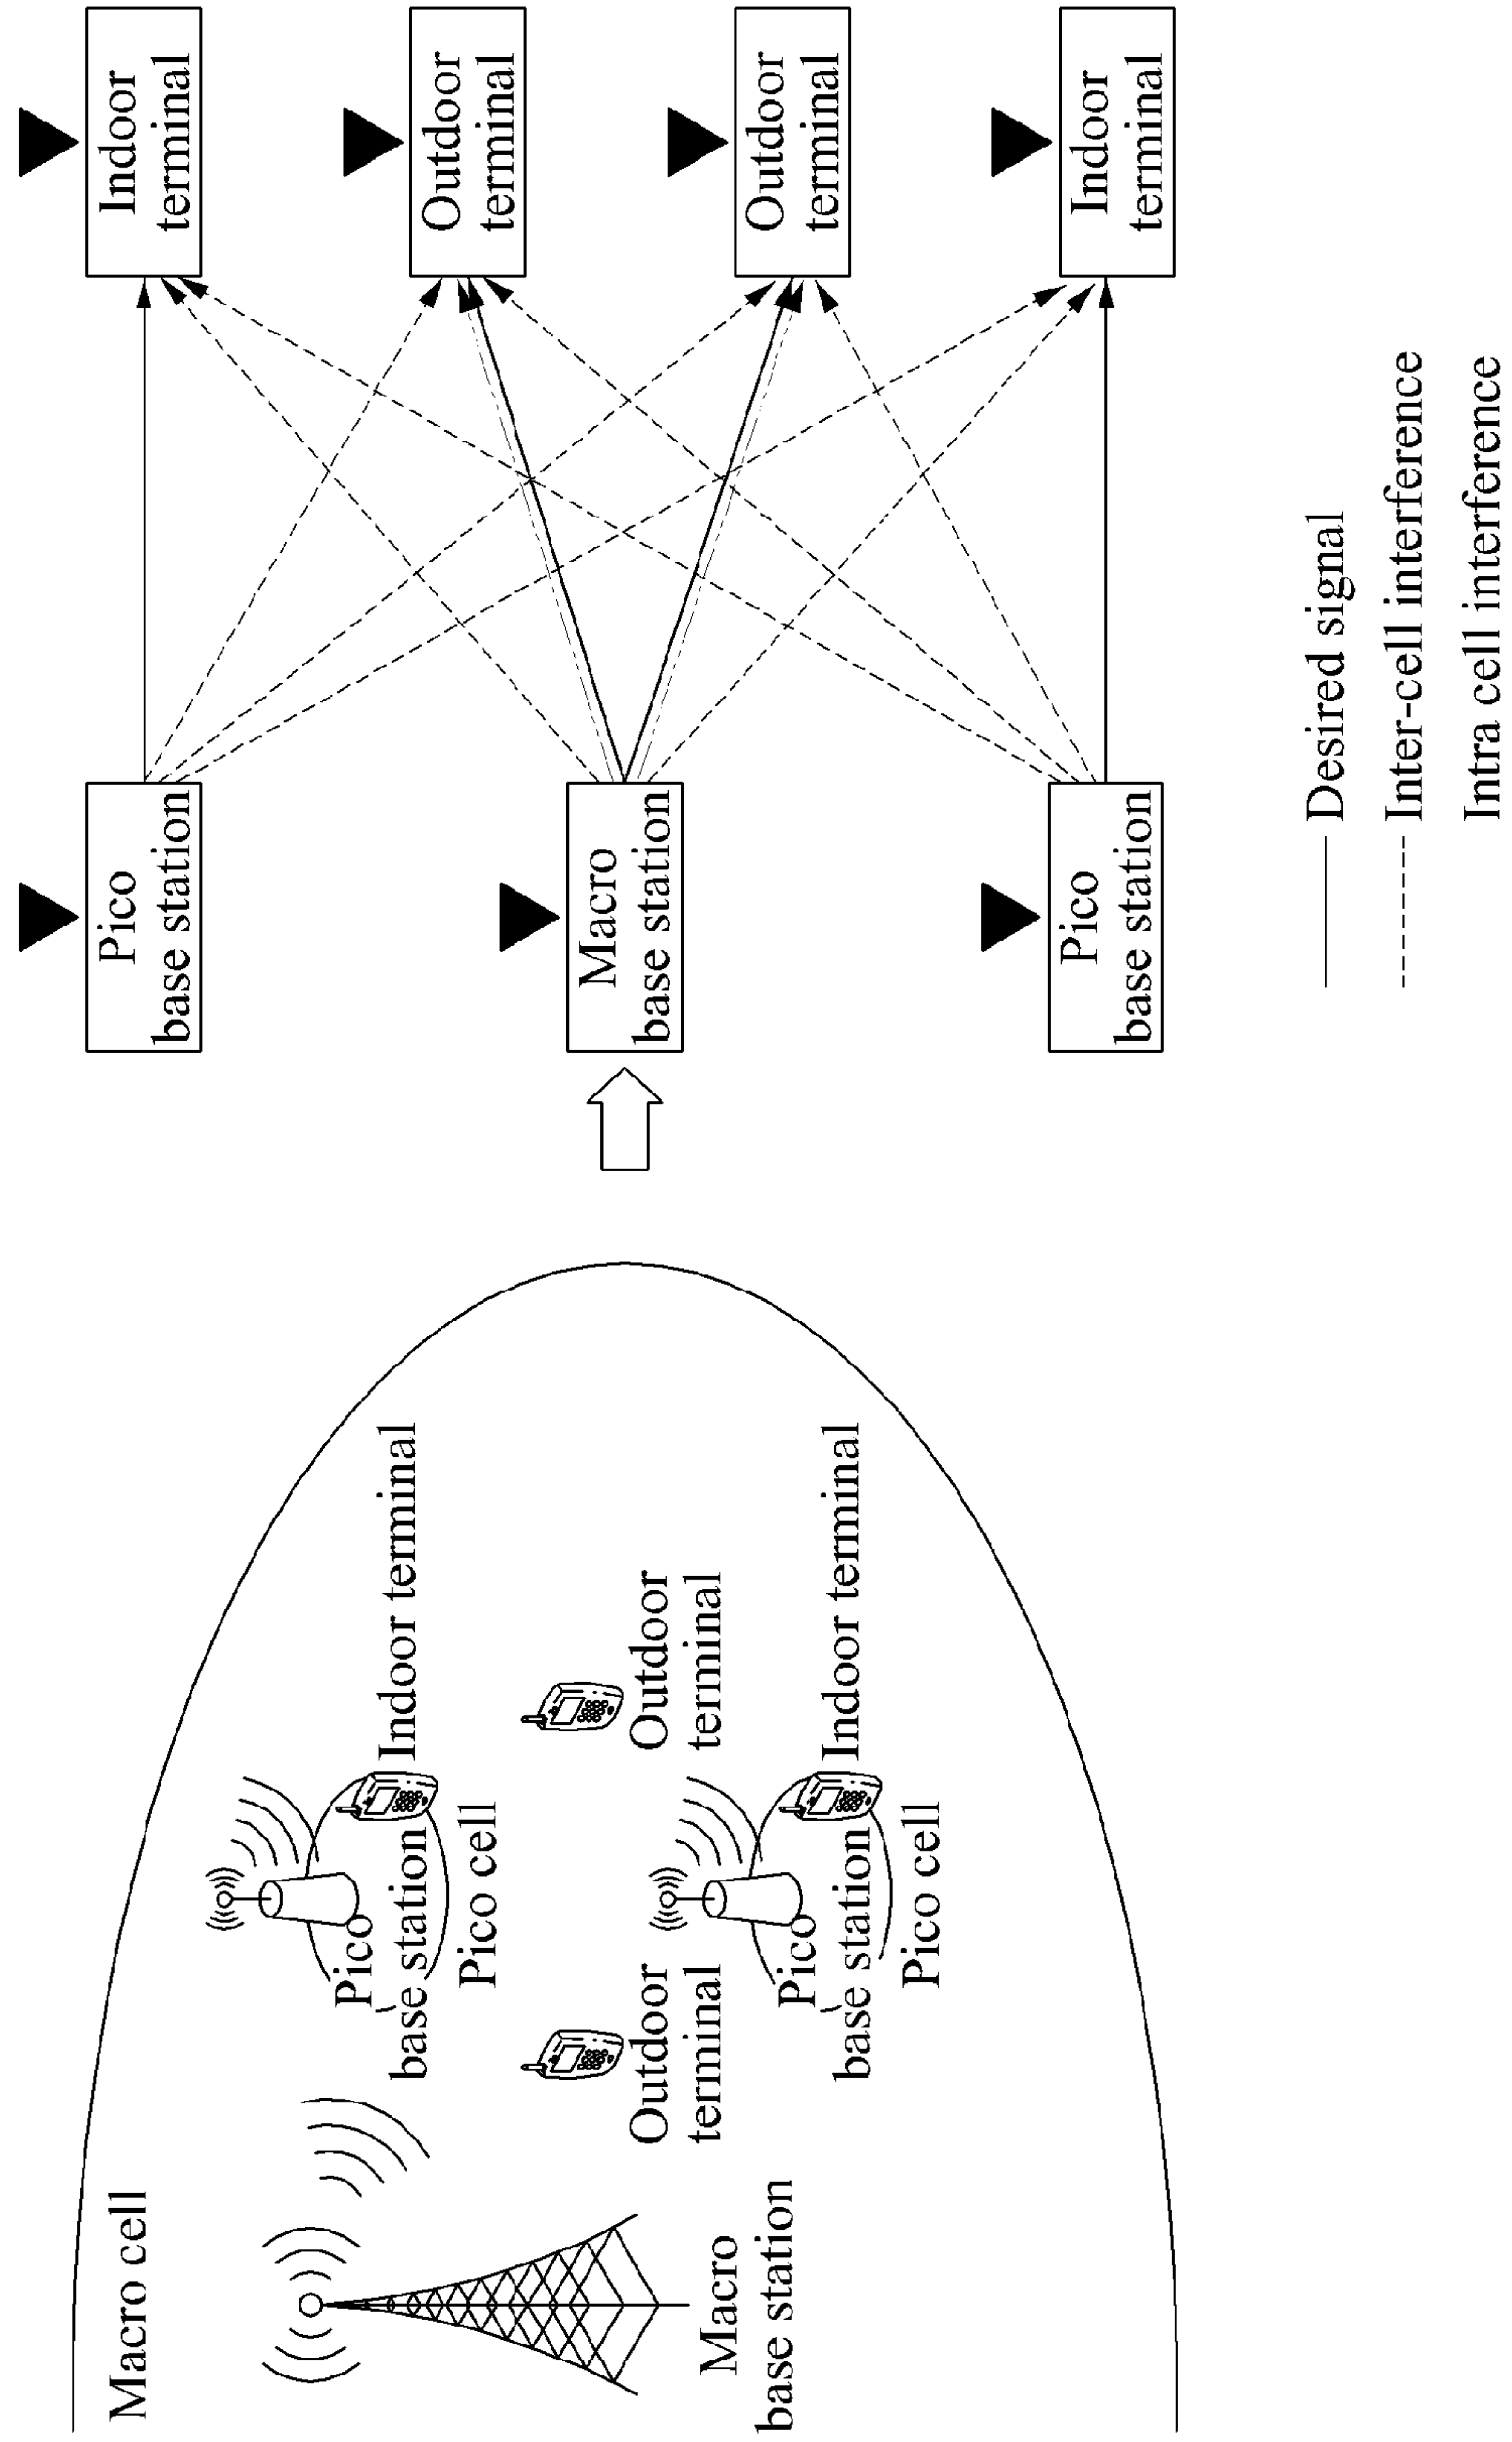 Macro cell
Macro
base station
Pico
base station
Pico cell
Indoor terminal
Outdoor
terminal
Outdoor
terminal
Pico
base station
Pico cell
Indoor terminal
Pico
base station
Macro
base station
Pico
base station
Indoor
terminal
Outdoor
terminal
Outdoor
terminal
Indoor
terminal
Desired signal
Inter-cell interference
Intra cell interference